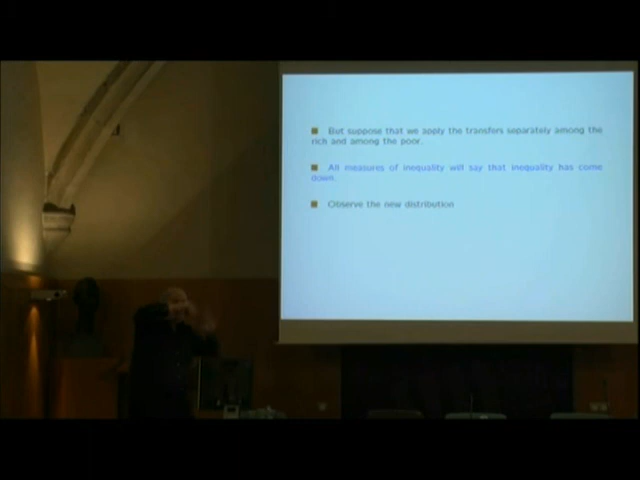 But suppose that we apply the transfers separately among the
rich and among the poor.
All measures of inequality will say that inequality has come
down.
Observe the new distribution